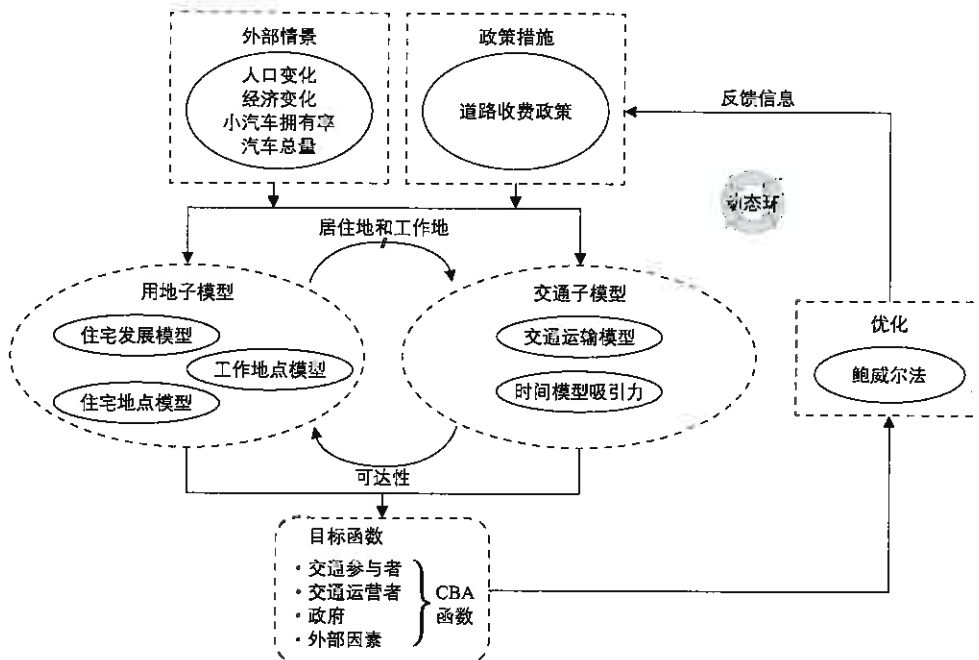 外部情景
人口变化
经济变化
小汽车拥有率
汽车总量
政策措施
道路收费政策
反馈信息
动态环
居住地和工作地
用地子模型
住宅发展模型
工作地点模型
住宅地点模型
交通子模型
交通运输模型
时间模型吸引力
优化
鲍威尔法
可达性
目标函数
·交通参与者
·交通运营者
·政府
·外部因素
CBA
函数